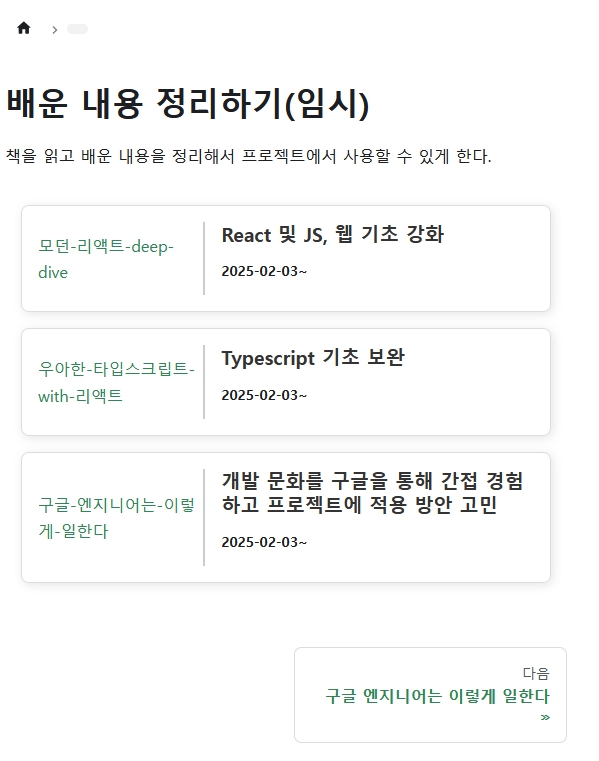 배운 내용 정리하기(임시)
책을 읽고 배운 내용을 정리해서 프로젝트에서 사용할 수 있게 한다.
모던-리액트-deep-
dive
React 및 JS, 웹 기초 강화
2025-02-03~
우아한-타입스크립트-
with-리액트
Typescript 기초 보완
2025-02-03~
구글-엔지니어는-이렇
게-일한다
개발 문화를 구글을 통해 간접 경험
하고 프로젝트에 적용 방안 고민
2025-02-03~
다음
구글 엔지니어는 이렇게 일한다
»